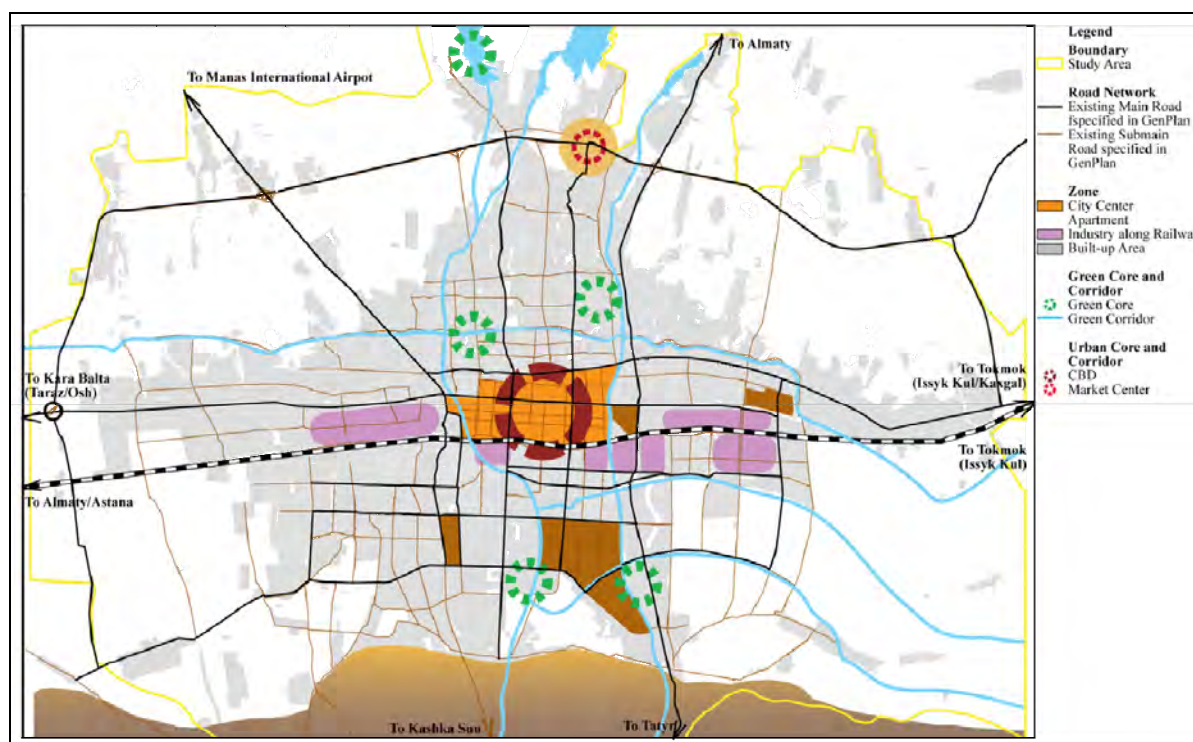 To Almaty
To Manas International Airpot
To Kara Balta
(Taraz/Osh)
To Almaty/Astana
To Tokmok
(Issyk Kul/Kaxgal)
To Tokmok
(Issyk Kul)
To Kashka Suu
To Tatyr
Legend
Boundary
Study Area
Road Network
Existing Main Road
fspecified in GenPlan
Existing Submain
Road specified in
GenPlan
Zone
City Center
Apartment
Industry along Railwa
Built-up Area
Green Core and
Corridor
Green Core
Green Corridor
Urban Core and
Corridor
CBD
Market Center